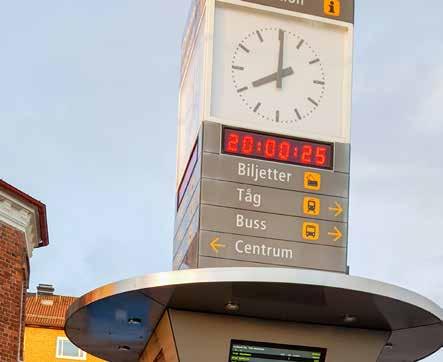 20:00:25
Biljetter
Tåg
Buss
Centrum